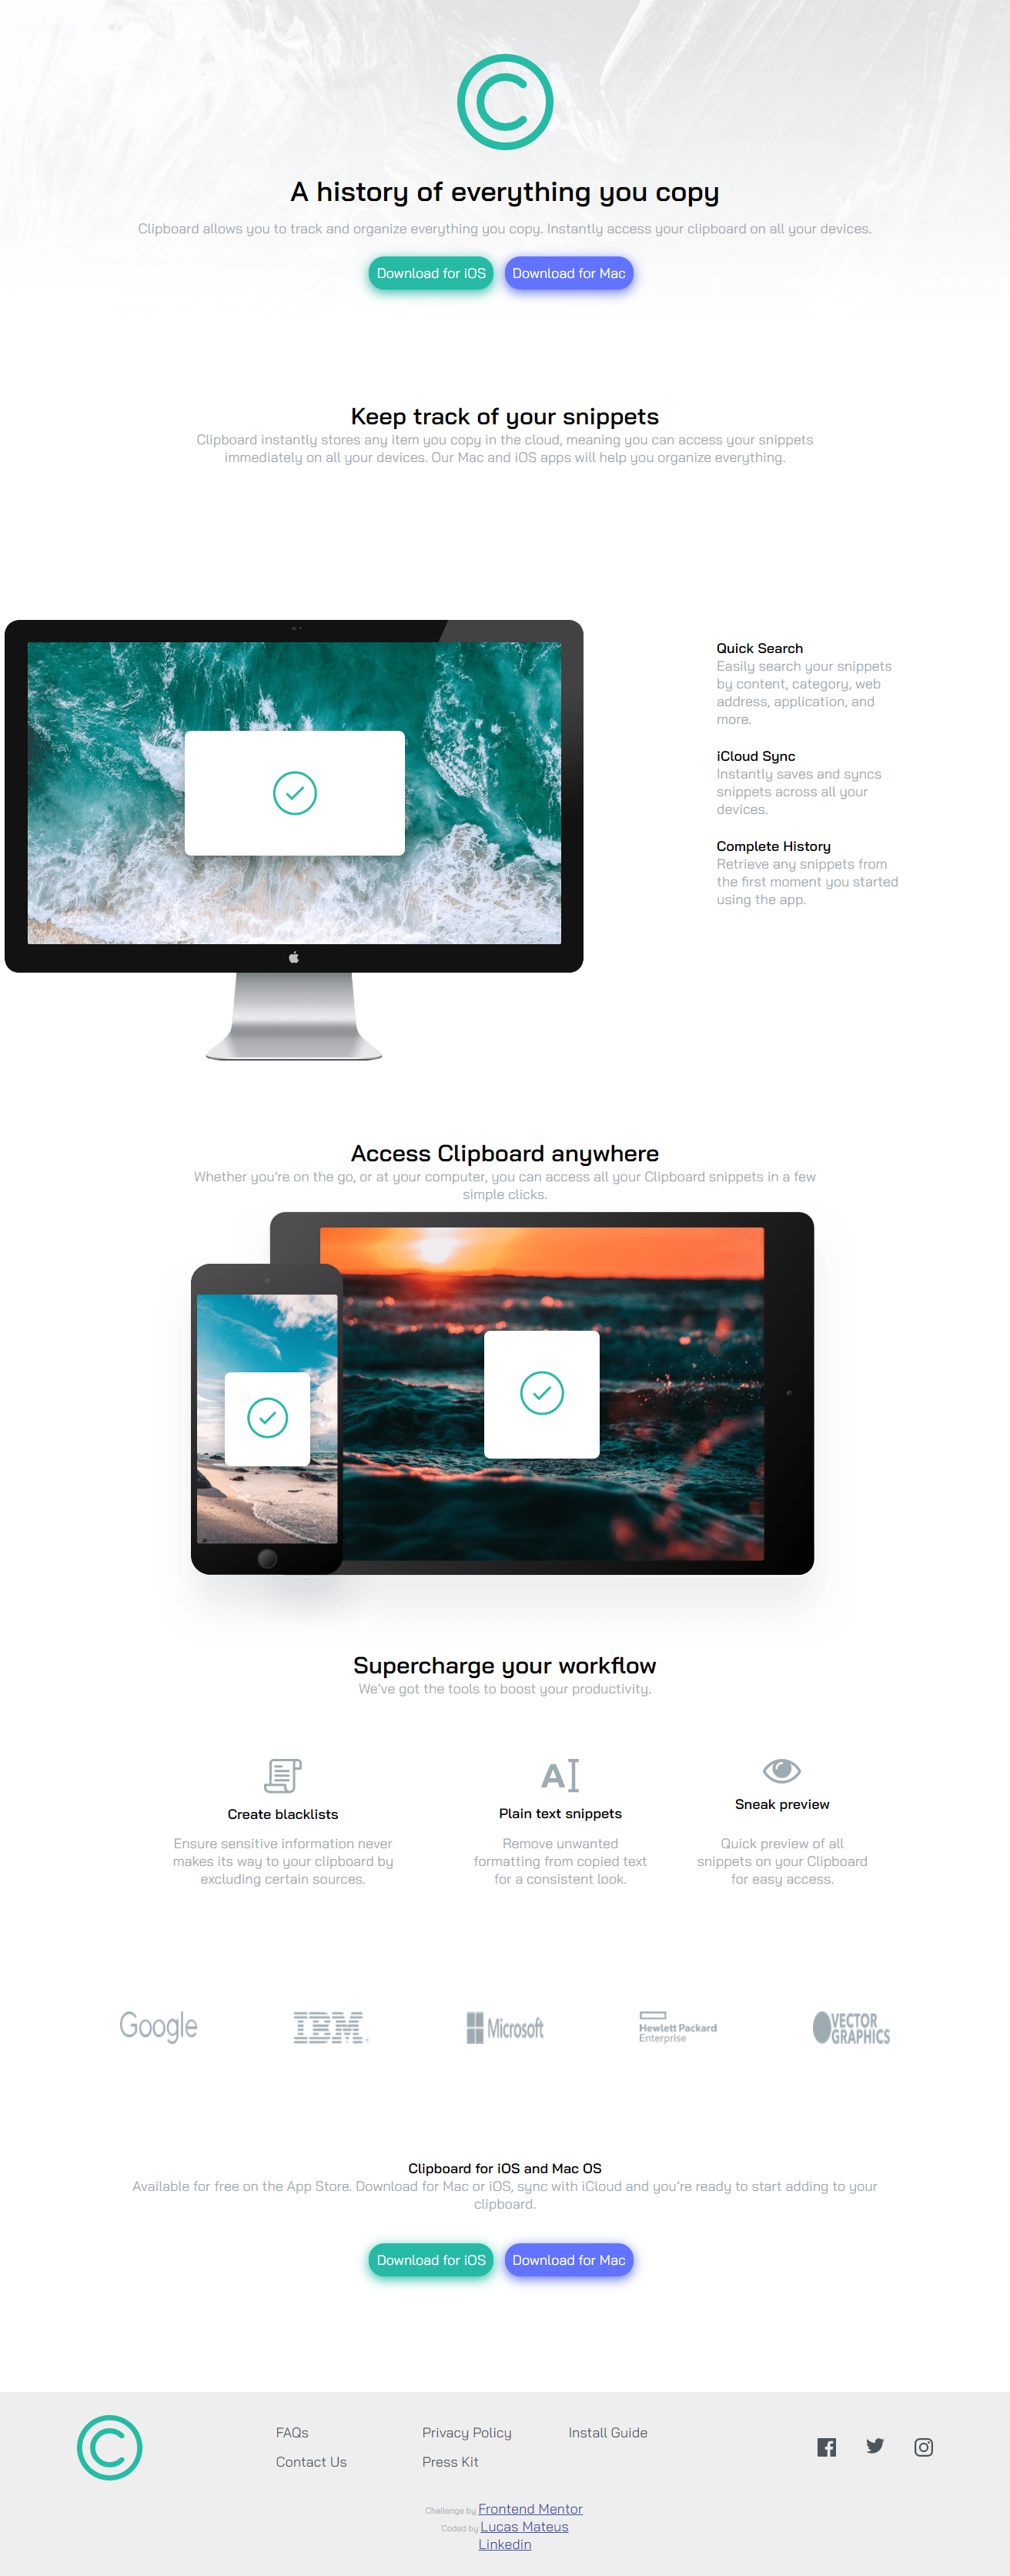 A history of everything you copy
Clipboard allows you to track and organize everything you copy. Instantly access your clipboard on all your devices.
Download for iOS
Download for Mac
Keep track of your snippets
Clipboard instantly stores any item you copy in the cloud, meaning you can access your snippets
immediately on all your devices. Our Mac and iOS apps will help you organize everything.
Quick Search
Easily search your snippets
by content, category, web
address, application, and
more.
iCloud Sync
Instantly saves and syncs
snippets across all your
devices.
Complete History
Retrieve any snippets from
the first moment you started
using the app.
Access Clipboard anywhere
Whether you’re on the go, or at your computer, you can access all your Clipboard snippets in a few
simple clicks.
Supercharge your workflow
We’ve got the tools to boost your productivity.
Create blacklists
Ensure sensitive information never
makes its way to your clipboard by
excluding certain sources.
Plain text snippets
Remove unwanted
formatting from copied text
for a consistent look.
Sneak preview
Quick preview of all
snippets on your Clipboard
for easy access.
Google
IBM
Microsoft
Hewlett Packard
Enterprise
VECTOR
GRAPHICS
Clipboard for iOS and Mac OS
Available for free on the App Store. Download for Mac or iOS, sync with iCloud and you’re ready to start adding to your
clipboard.
Download for iOS
Download for Mac
FAQs
Contact Us
Privacy Policy
Press Kit
Install Guide
Challenge by Frontend Mentor
Coded by Lucas Mateus
Linkedin